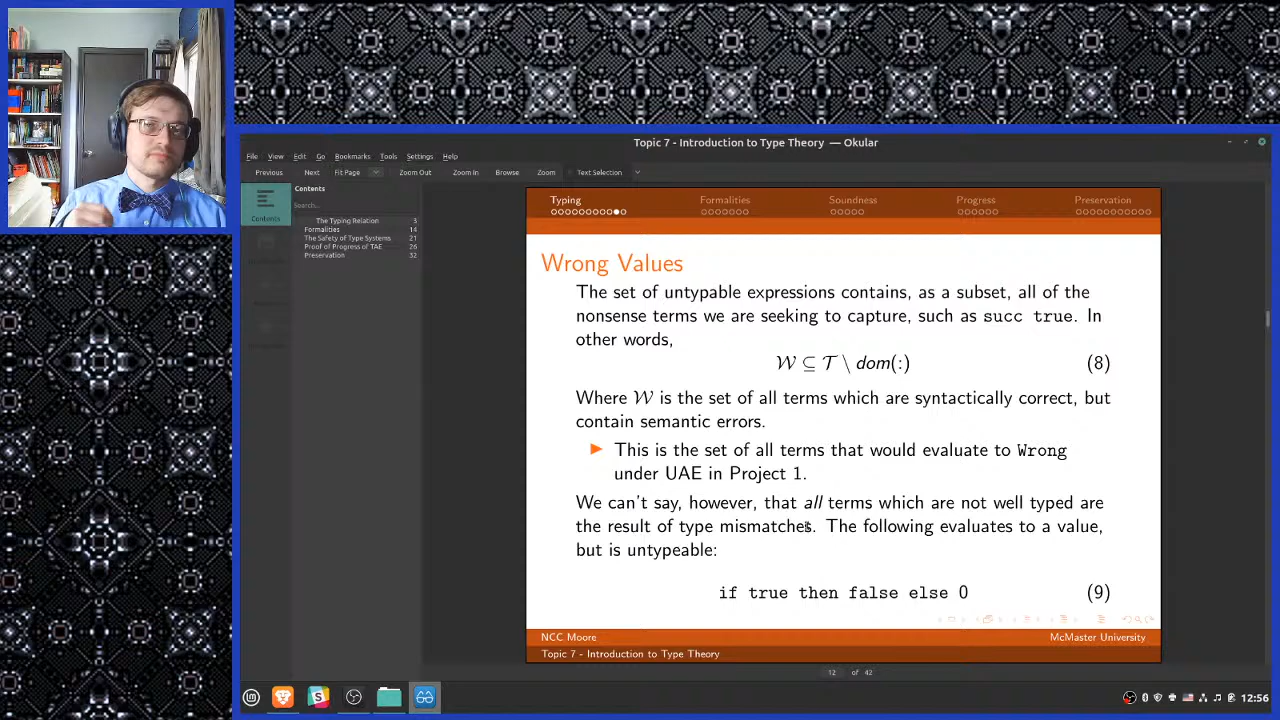 Topic 7 - Introduction to Type Theory — Okular
File View Edit Go Bookmarks Tools Settings Help
Previous Next Fit Page Zoom Out Zoom In Browse Zoom Text Selection
Contents
Contents
Search...
The Typing Relation 3
Formalities 14
The Safety of Type Systems 21
Proof of Progress of TAE 26
Preservation 32
Typing Formalities Soundness Progress Preservation
Wrong Values
The set of untypable expressions contains, as a subset, all of the
nonsense terms we are seeking to capture, such as succ true. In
other words,
𝒲 ⊆ 𝒯 \ dom(:) (8)
Where 𝒲 is the set of all terms which are syntactically correct, but
contain semantic errors.
This is the set of all terms that would evaluate to Wrong
under UAE in Project 1.
We can't say, however, that all terms which are not well typed are
the result of type mismatches. The following evaluates to a value,
but is untypeable:
if true then false else 0 (9)
NCC Moore McMaster University
Topic 7 - Introduction to Type Theory
12 of 42
12:56